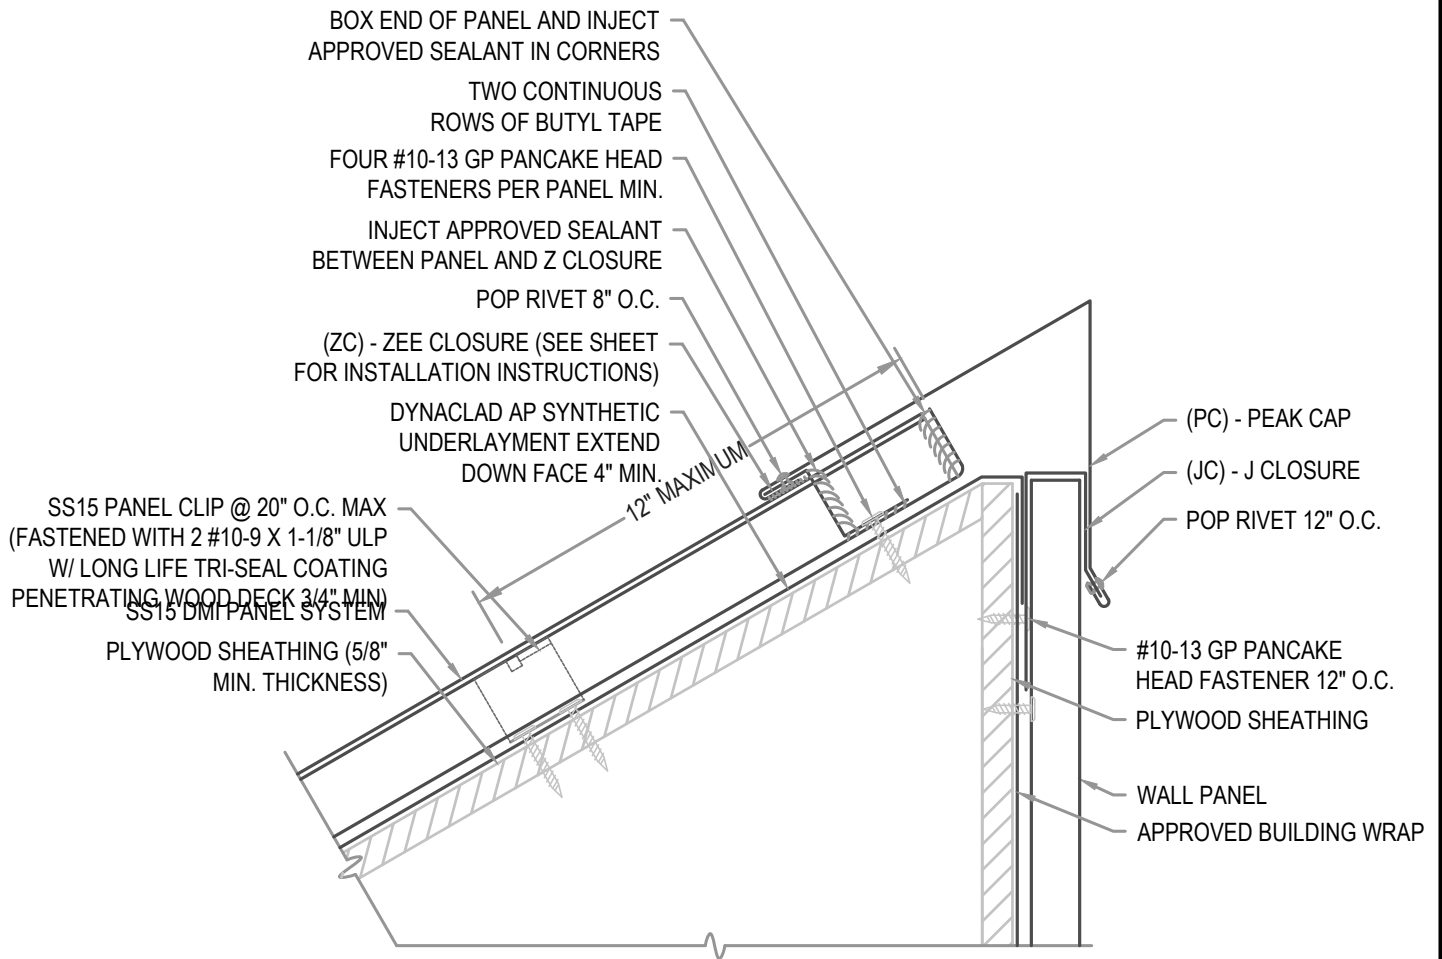 BOX END OF PANEL AND INJECT
APPROVED SEALANT IN CORNERS
TWO CONTINUOUS
ROWS OF BUTYL TAPE
FOUR #10-13 GP PANCAKE HEAD
FASTENERS PER PANEL MIN.
INJECT APPROVED SEALANT
BETWEEN PANEL AND Z CLOSURE
POP RIVET 8" O.C.
(ZC) - ZEE CLOSURE (SEE SHEET
FOR INSTALLATION INSTRUCTIONS)
DYNACLAD AP SYNTHETIC
UNDERLAYMENT EXTEND
DOWN FACE 4" MIN.
12" MAXIMUM
SS15 PANEL CLIP @ 20" O.C. MAX
(FASTENED WITH 2 #10-9 X 1-1/8" ULP
W/ LONG LIFE TRI-SEAL COATING
PENETRATING WOOD DECK 3/4" MIN)
SS15 DMI PANEL SYSTEM
PLYWOOD SHEATHING (5/8"
MIN. THICKNESS)
(PC) - PEAK CAP
(JC) - J CLOSURE
POP RIVET 12" O.C.
#10-13 GP PANCAKE
HEAD FASTENER 12" O.C.
PLYWOOD SHEATHING
WALL PANEL
APPROVED BUILDING WRAP